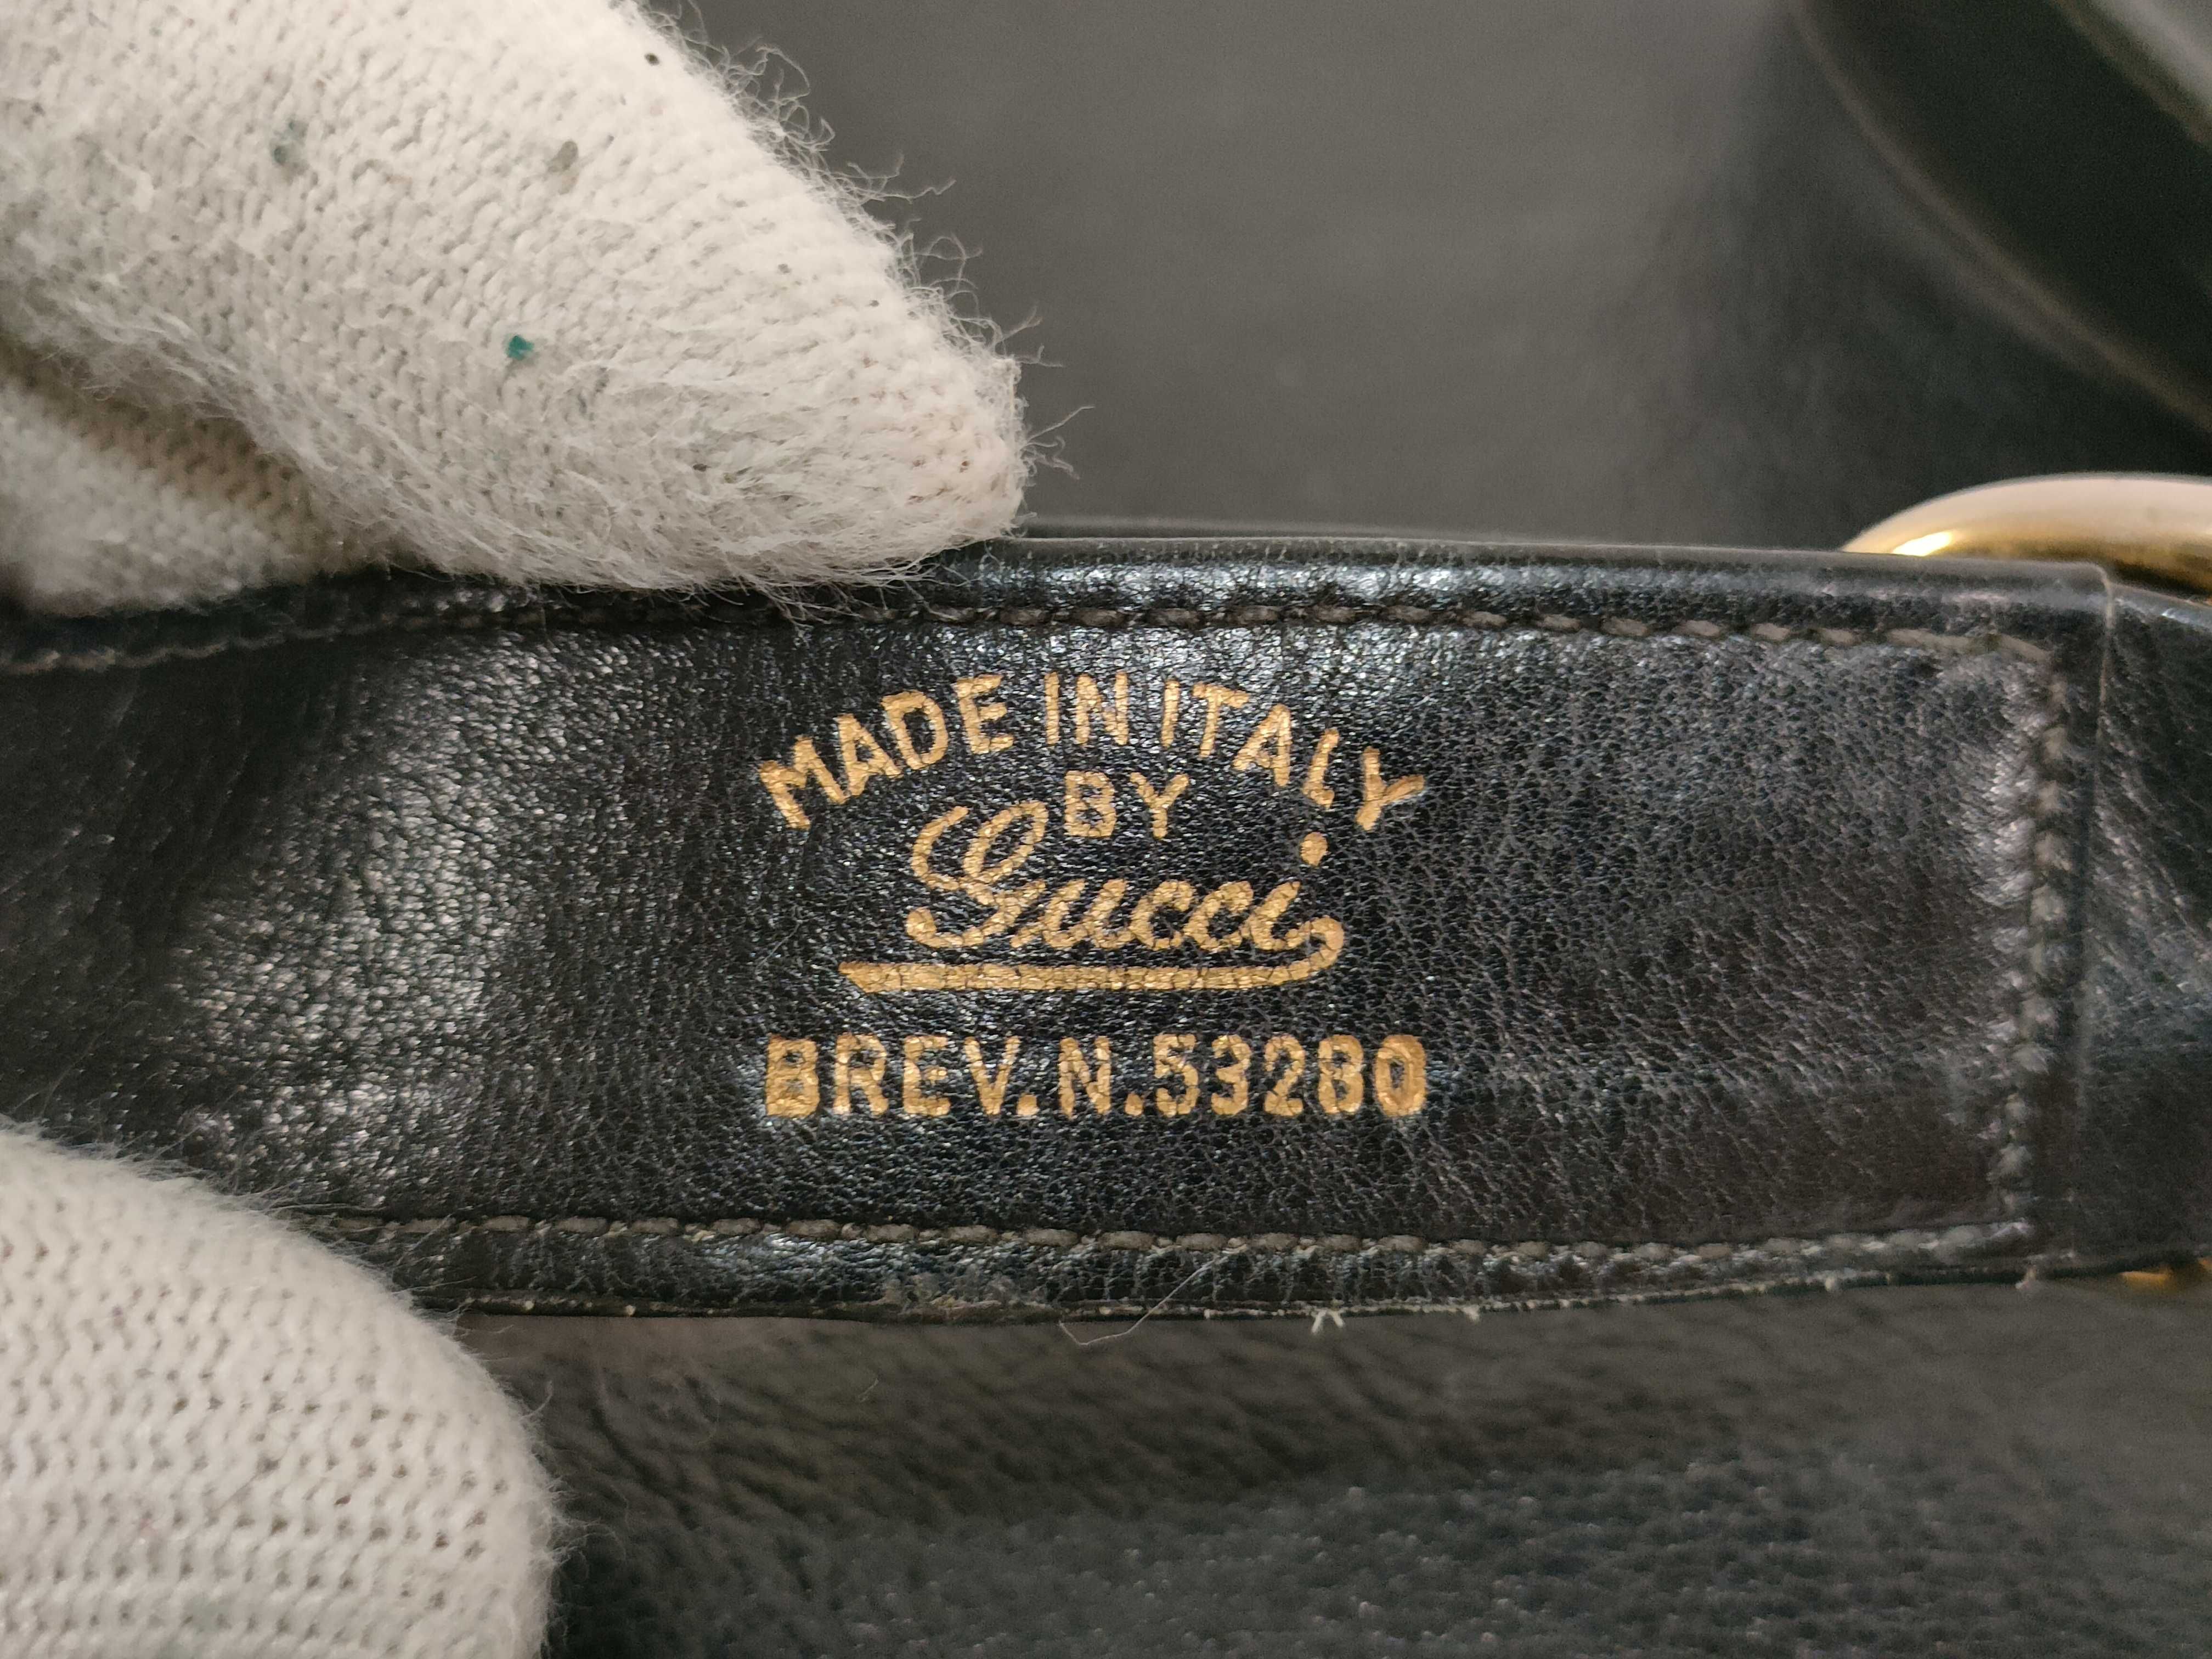 MADE IN ITALY
BY
Gucci
BREV.N.53280